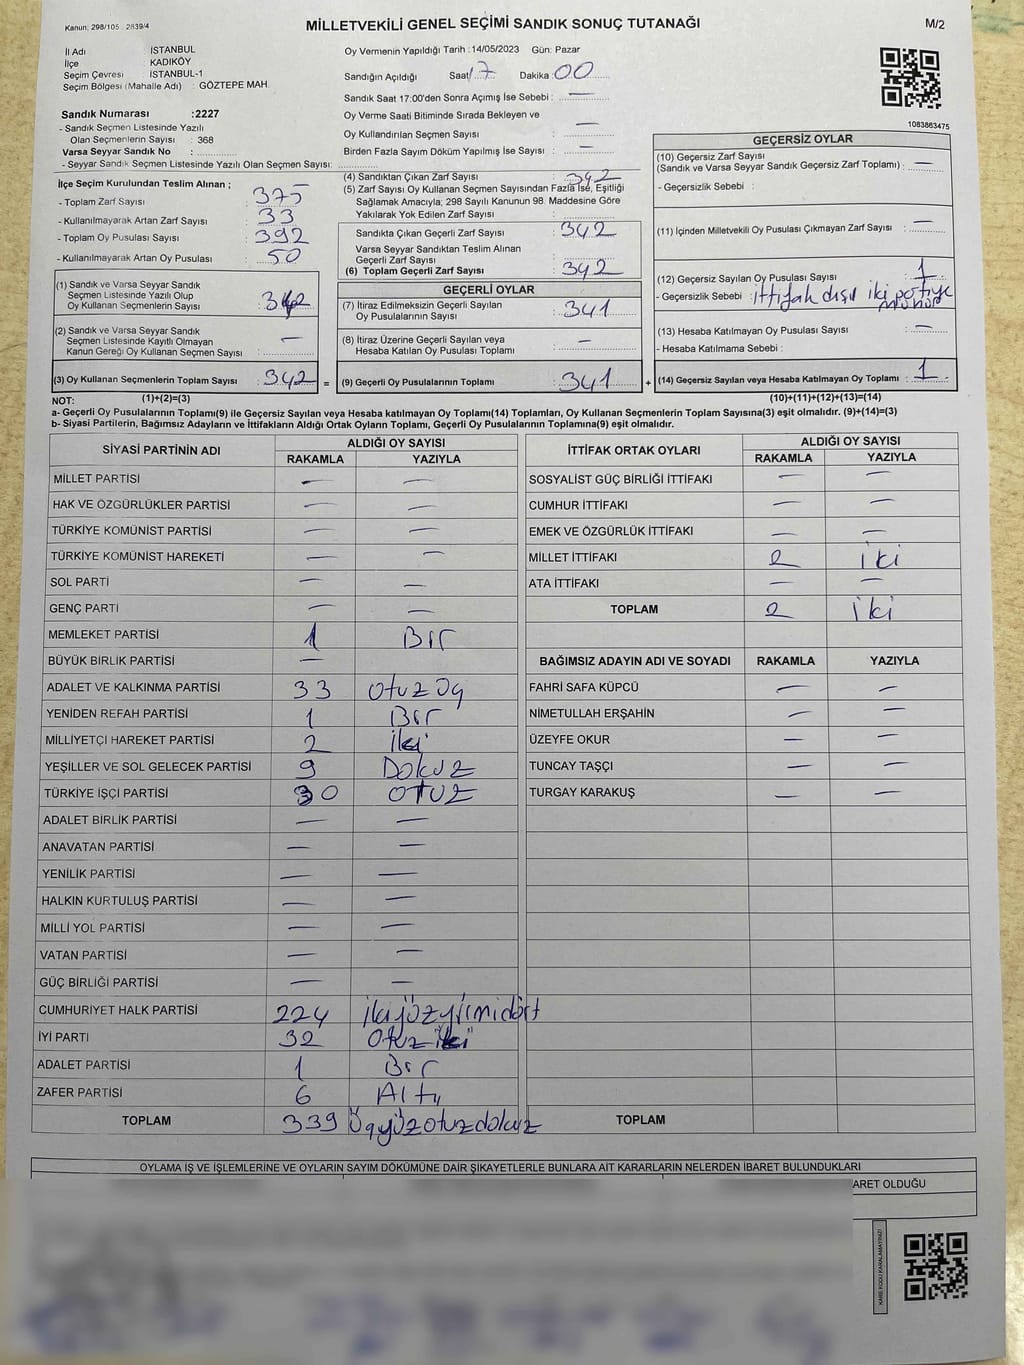 Kanun: 298/105 2839/4
MİLLETVEKİLİ GENEL SEÇİMİ SANDIK SONUÇ TUTANAĞI
M/2
İl Adı : İSTANBUL
İlçe : KADIKÖY
Seçim Çevresi : İSTANBUL-1
Seçim Bölgesi (Mahalle Adı) : GÖZTEPE MAH.
Sandık Numarası :2227
- Sandık Seçmen Listesinde Yazılı
Olan Seçmenlerin Sayısı : 368
Varsa Seyyar Sandık No :
- Seyyar Sandık Seçmen Listesinde Yazılı Olan Seçmen Sayısı:
Oy Vermenin Yapıldığı Tarih :14/05/2023 Gün: Pazar
Sandığın Açıldığı Saat 17 Dakika 00
Sandık Saat 17:00'den Sonra Açımış İse Sebebi : —
Oy Verme Saati Bitiminde Sırada Bekleyen ve
Oy Kullandırılan Seçmen Sayısı : —
Birden Fazla Sayım Döküm Yapılmış İse Sayısı : —
1083863475
İlçe Seçim Kurulundan Teslim Alınan ;
- Toplam Zarf Sayısı : 375
- Kullanılmayarak Artan Zarf Sayısı : 33
- Toplam Oy Pusulası Sayısı : 392
- Kullanılmayarak Artan Oy Pusulası : 50
(1) Sandık ve Varsa Seyyar Sandık
Seçmen Listesinde Yazılı Olup
Oy Kullanan Seçmenlerin Sayısı : 342
(2) Sandık ve Varsa Seyyar Sandık
Seçmen Listesinde Kayıtlı Olmayan
Kanun Gereği Oy Kullanan Seçmen Sayısı : —
(3) Oy Kullanan Seçmenlerin Toplam Sayısı : 342 =
(4) Sandıktan Çıkan Zarf Sayısı : 342
(5) Zarf Sayısı Oy Kullanan Seçmen Sayısından Fazla İse, Eşitliği
Sağlamak Amacıyla; 298 Sayılı Kanunun 98. Maddesine Göre
Yakılarak Yok Edilen Zarf Sayısı :
Sandıkta Çıkan Geçerli Zarf Sayısı : 342
Varsa Seyyar Sandıktan Teslim Alınan
Geçerli Zarf Sayısı :
(6) Toplam Geçerli Zarf Sayısı : 342
GEÇERLİ OYLAR
(7) İtiraz Edilmeksizin Geçerli Sayılan
Oy Pusulalarının Sayısı : 341
(8) İtiraz Üzerine Geçerli Sayılan veya
Hesaba Katılan Oy Pusulası Toplamı : —
(9) Geçerli Oy Pusulalarının Toplamı : 341 +
GEÇERSİZ OYLAR
(10) Geçersiz Zarf Sayısı
(Sandık ve Varsa Seyyar Sandık Geçersiz Zarf Toplamı) : —
- Geçersizlik Sebebi :
(11) İçinden Milletvekili Oy Pusulası Çıkmayan Zarf Sayısı : —
(12) Geçersiz Sayılan Oy Pusulası Sayısı : 1
- Geçersizlik Sebebi : İttifak dışı iki partiye mühür
(13) Hesaba Katılmayan Oy Pusulası Sayısı : —
- Hesaba Katılmama Sebebi :
(14) Geçersiz Sayılan veya Hesaba Katılmayan Oy Toplamı : 1
NOT: (1)+(2)=(3) (10)+(11)+(12)+(13)=(14)
a- Geçerli Oy Pusulalarının Toplamı(9) ile Geçersiz Sayılan veya Hesaba katılmayan Oy Toplamı(14) Toplamları, Oy Kullanan Seçmenlerin Toplam Sayısına(3) eşit olmalıdır. (9)+(14)=(3)
b- Siyasi Partilerin, Bağımsız Adayların ve İttifakların Aldığı Ortak Oyların Toplamı, Geçerli Oy Pusulalarının Toplamına(9) eşit olmalıdır.
SİYASİ PARTİNİN ADI ALDIĞI OY SAYISI
RAKAMLA YAZIYLA
MİLLET PARTİSİ — —
HAK VE ÖZGÜRLÜKLER PARTİSİ — —
TÜRKİYE KOMÜNİST PARTİSİ — —
TÜRKİYE KOMÜNİST HAREKETİ — —
SOL PARTİ — —
GENÇ PARTİ — —
MEMLEKET PARTİSİ 1 Bir
BÜYÜK BİRLİK PARTİSİ —
ADALET VE KALKINMA PARTİSİ 33 Otuz üç
YENİDEN REFAH PARTİSİ 1 Bir
MİLLİYETÇİ HAREKET PARTİSİ 2 İki
YEŞİLLER VE SOL GELECEK PARTİSİ 9 Dokuz
TÜRKİYE İŞÇİ PARTİSİ 30 OTUZ
ADALET BİRLİK PARTİSİ — —
ANAVATAN PARTİSİ — —
YENİLİK PARTİSİ — —
HALKIN KURTULUŞ PARTİSİ — —
MİLLİ YOL PARTİSİ — —
VATAN PARTİSİ — —
GÜÇ BİRLİĞİ PARTİSİ — —
CUMHURİYET HALK PARTİSİ 224 İkiyüzyirmidört
İYİ PARTİ 32 Otuz iki
ADALET PARTİSİ 1 Bir
ZAFER PARTİSİ 6 Altı
TOPLAM 339 Üçyüzotuzdokuz
İTTİFAK ORTAK OYLARI ALDIĞI OY SAYISI
RAKAMLA YAZIYLA
SOSYALİST GÜÇ BİRLİĞİ İTTİFAKI — —
CUMHUR İTTİFAKI — —
EMEK VE ÖZGÜRLÜK İTTİFAKI — —
MİLLET İTTİFAKI 2 iki
ATA İTTİFAKI — —
TOPLAM 2 iki
BAĞIMSIZ ADAYIN ADI VE SOYADI RAKAMLA YAZIYLA
FAHRİ SAFA KÜPCÜ — —
NİMETULLAH ERŞAHİN — —
ÜZEYFE OKUR — —
TUNCAY TAŞÇI — —
TURGAY KARAKUŞ — —
TOPLAM
OYLAMA İŞ VE İŞLEMLERİNE VE OYLARIN SAYIM DÖKÜMÜNE DAİR ŞİKAYETLERLE BUNLARA AİT KARARLARIN NELERDEN İBARET BULUNDUKLARI
ARET OLDUĞU
KARE KODU KARALAMAYINIZ!